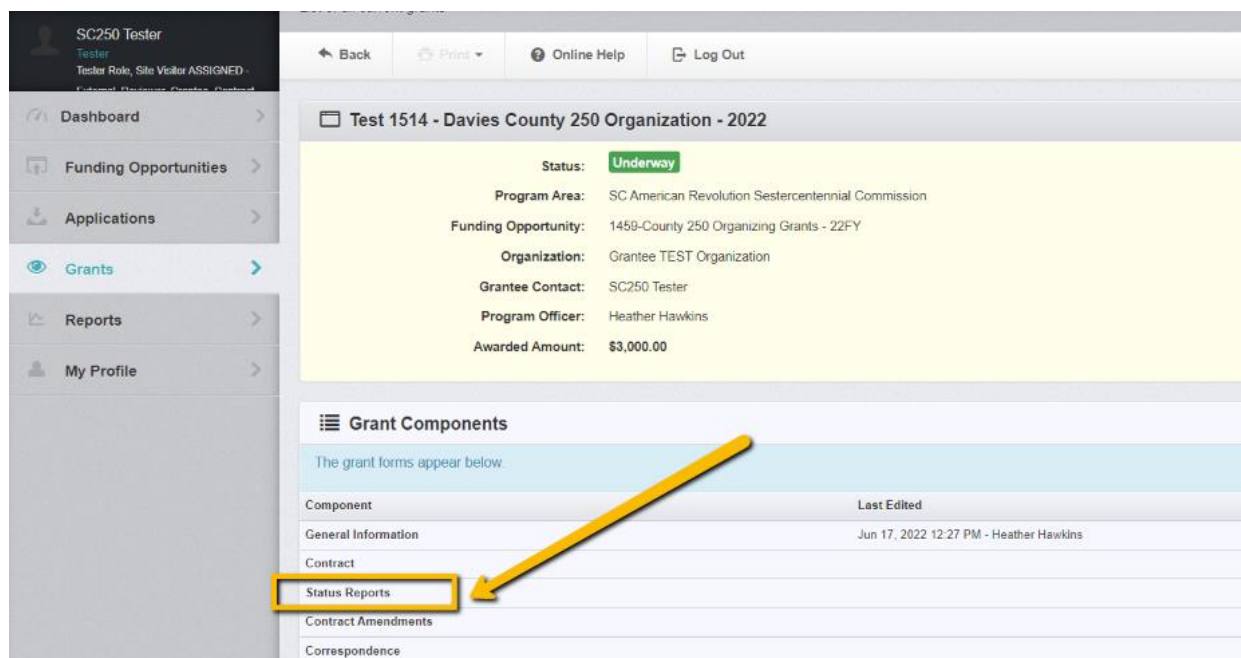 SC250 Tester
Tester
Tester Role, Site Visitor ASSIGNED -
External, Reviewer, Grantee, Contract
Dashboard
Funding Opportunities
Applications
Grants
Reports
My Profile
Back
Print
Online Help
Log Out
Test 1514 - Davies County 250 Organization - 2022
Status: Underway
Program Area: SC American Revolution Sestercentennial Commission
Funding Opportunity: 1459-County 250 Organizing Grants - 22FY
Organization: Grantee TEST Organization
Grantee Contact: SC250 Tester
Program Officer: Heather Hawkins
Awarded Amount: $3,000.00
Grant Components
The grant forms appear below.
Component Last Edited
General Information Jun 17, 2022 12:27 PM - Heather Hawkins
Contract
Status Reports
Contract Amendments
Correspondence